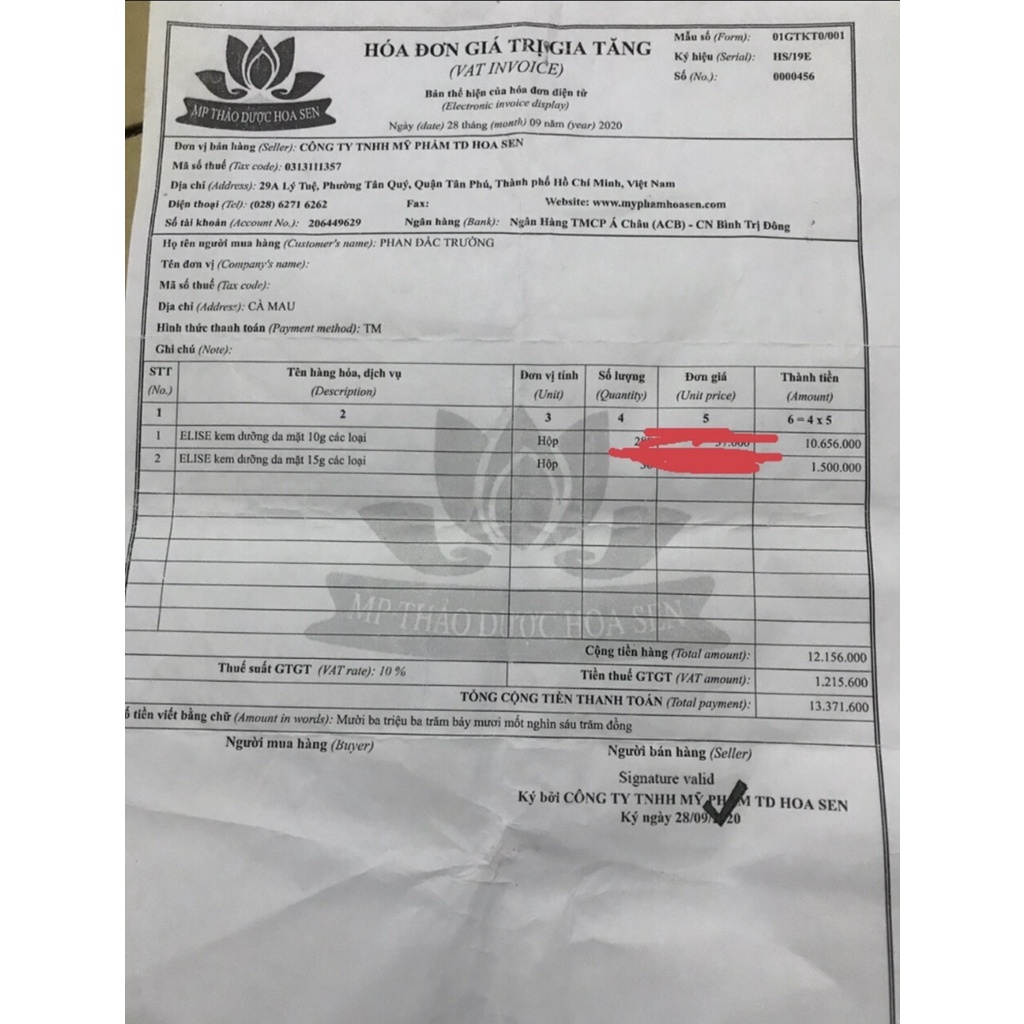 MP THẢO DƯỢC HOA SEN
HÓA ĐƠN GIÁ TRỊ GIA TĂNG
(VAT INVOICE)
Bản thể hiện của hóa đơn điện tử
(Electronic invoice display)
Ngày (date) 28 tháng (month) 09 năm (year) 2020
Mẫu số (Form): 01GTKT0/001
Ký hiệu (Serial): HS/19E
Số (No.): 0000456
Đơn vị bán hàng (Seller): CÔNG TY TNHH MỸ PHẨM TD HOA SEN
Mã số thuế (Tax code): 0313111357
Địa chỉ (Address): 29A Lý Tuệ, Phường Tân Quý, Quận Tân Phú, Thành phố Hồ Chí Minh, Việt Nam
Điện thoại (Tel): (028) 6271 6262 Fax: Website: www.myphamhoasen.com
Số tài khoản (Account No.): 206449629 Ngân hàng (Bank): Ngân Hàng TMCP Á Châu (ACB) - CN Bình Trị Đông
Họ tên người mua hàng (Customer's name): PHAN ĐẮC TRƯỜNG
Tên đơn vị (Company's name):
Mã số thuế (Tax code):
Địa chỉ (Address): CÀ MAU
Hình thức thanh toán (Payment method): TM
Ghi chú (Note):
STT Tên hàng hóa, dịch vụ Đơn vị tính Số lượng Đơn giá Thành tiền
(No.) (Description) (Unit) (Quantity) (Unit price) (Amount)
1 2 3 4 5 6 = 4 x 5
1 ELISE kem dưỡng da mặt 10g các loại Hộp 10.656.000
2 ELISE kem dưỡng da mặt 15g các loại Hộp 1.500.000
MP THẢO DƯỢC HOA SEN
Cộng tiền hàng (Total amount): 12.156.000
Thuế suất GTGT (VAT rate): 10 % Tiền thuế GTGT (VAT amount): 1.215.600
TỔNG CỘNG TIỀN THANH TOÁN (Total payment): 13.371.600
ố tiền viết bằng chữ (Amount in words): Mười ba triệu ba trăm bảy mươi mốt nghìn sáu trăm đồng
Người mua hàng (Buyer) Người bán hàng (Seller)
Signature valid
Ký bởi CÔNG TY TNHH MỸ PHẨM TD HOA SEN
Ký ngày 28/09/2020